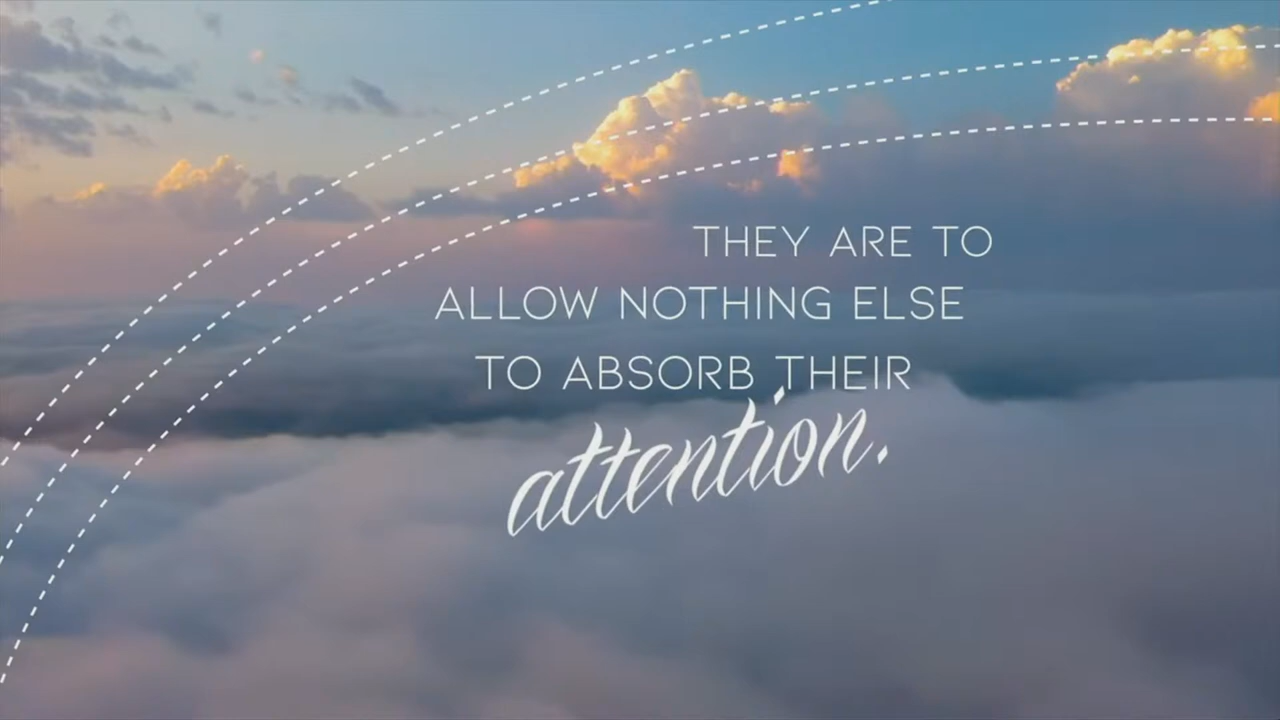 THEY ARE TO
ALLOW NOTHING ELSE
TO ABSORB THEIR
attention.